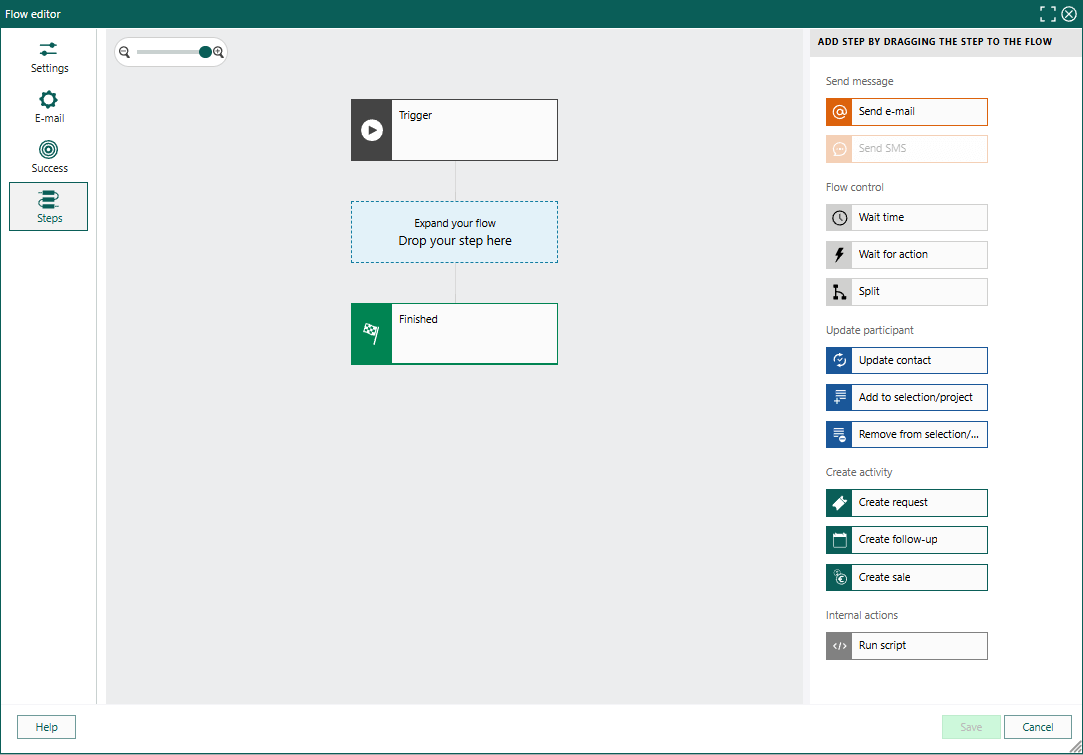 Flow editor
Settings
E-mail
Success
Steps
Trigger
Expand your flow
Drop your step here
Finished
ADD STEP BY DRAGGING THE STEP TO THE FLOW
Send message
Send e-mail
Send SMS
Flow control
Wait time
Wait for action
Split
Update participant
Update contact
Add to selection/project
Remove from selection/...
Create activity
Create request
Create follow-up
Create sale
Internal actions
Run script
Help
Save
Cancel